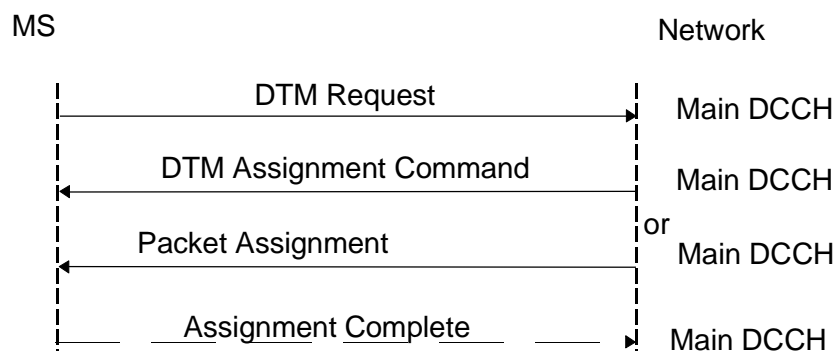 MS
Network
DTM Request
Main DCCH
DTM Assignment Command
Main DCCH
or
Packet Assignment
Main DCCH
Assignment Complete
Main DCCH